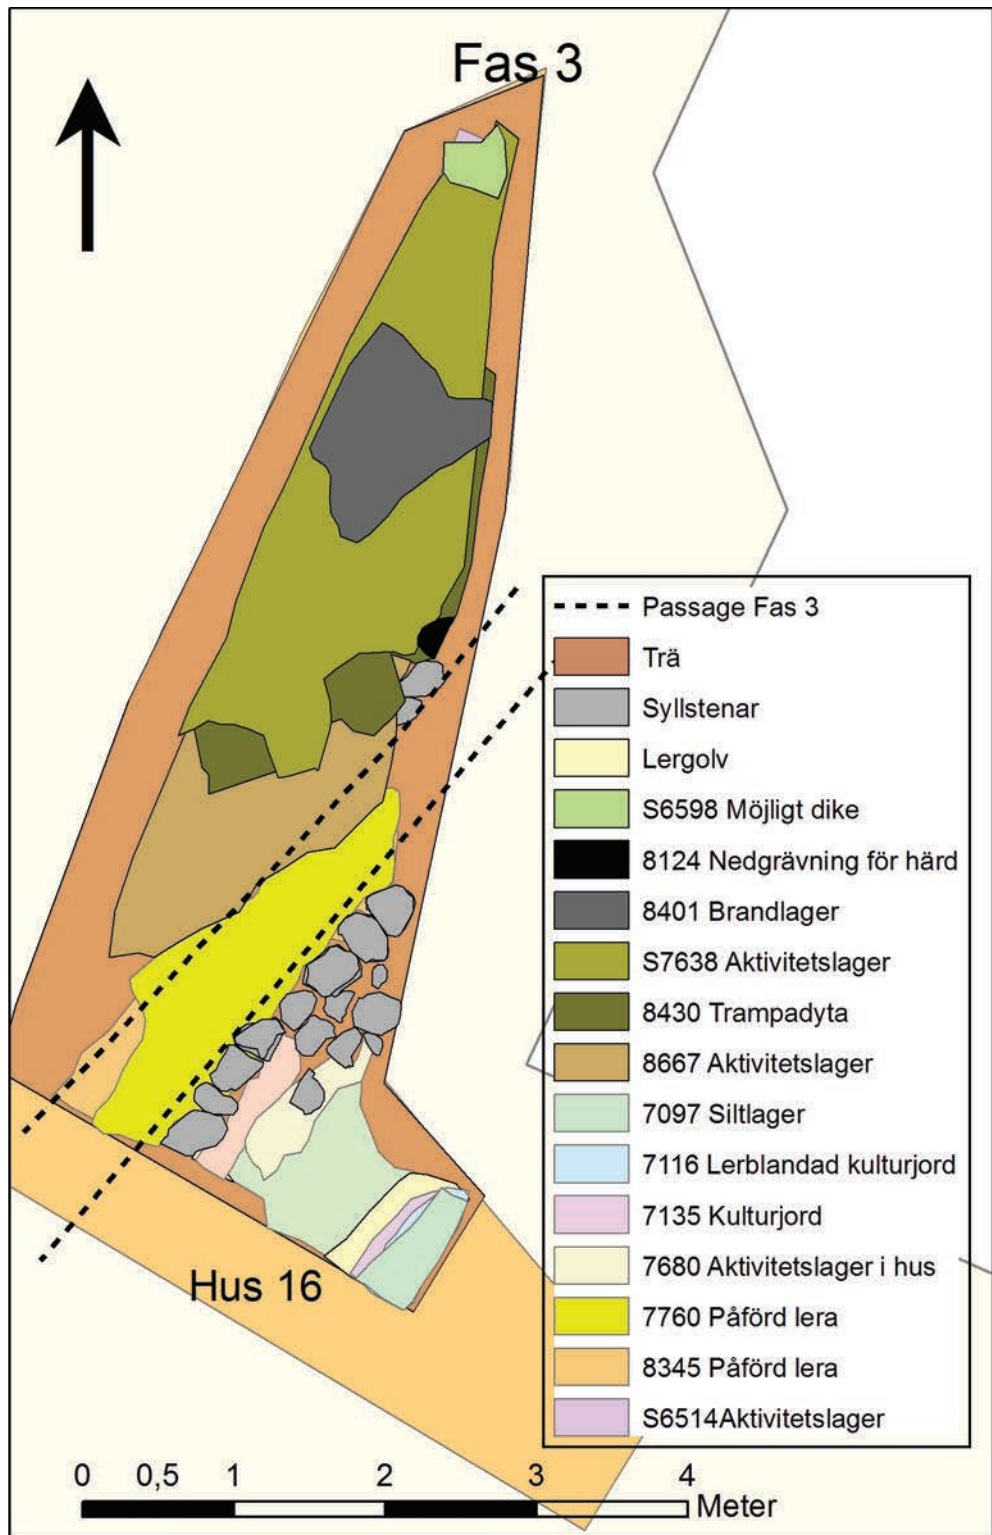 Fas 3
Passage Fas 3
Trä
Syllstenar
Lergolv
S6598 Möjligt dike
8124 Nedgrävning för härd
8401 Brandlager
S7638 Aktivitetslager
8430 Trampadyta
8667 Aktivitetslager
7097 Siltlager
7116 Lerblandad kulturjord
7135 Kulturjord
7680 Aktivitetslager i hus
7760 Påförd lera
8345 Påförd lera
S6514Aktivitetslager
Hus 16
0 0,5 1 2 3 4
Meter